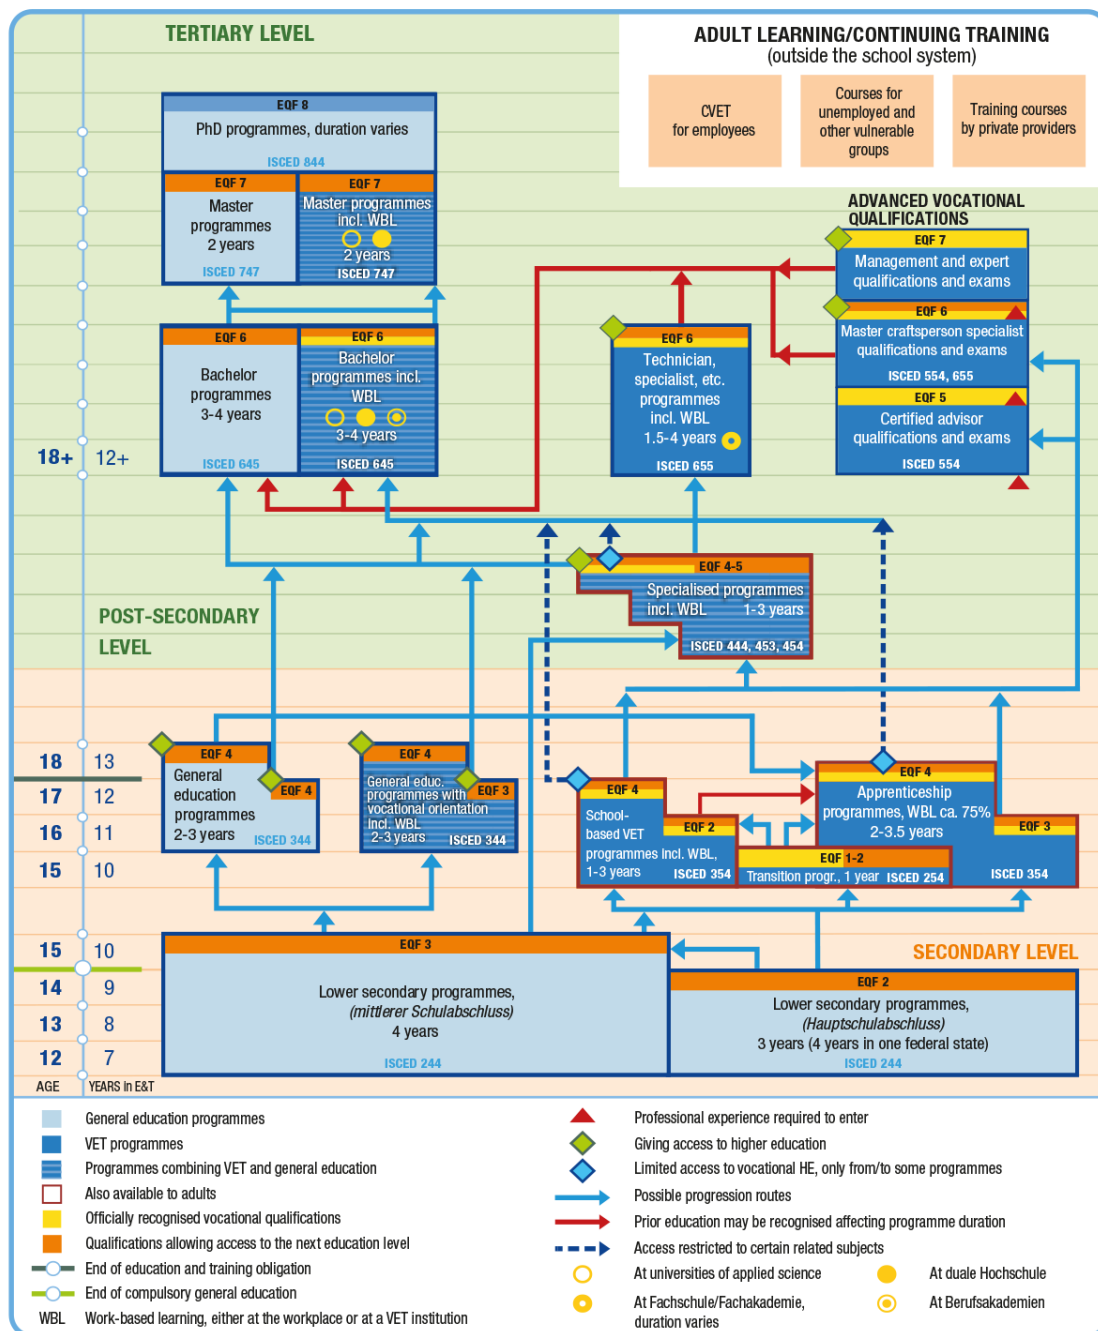 TERTIARY LEVEL
ADULT LEARNING/CONTINUING TRAINING
(outside the school system)
CVET
for employees
Courses for
unemployed and
other vulnerable
groups
Training courses
by private providers
EQF 8
PhD programmes, duration varies
ISCED 844
EQF 7
Master
programmes
2 years
ISCED 747
EQF 7
Master programmes
incl. WBL
2 years
ISCED 747
ADVANCED VOCATIONAL
QUALIFICATIONS
EQF 7
Management and expert
qualifications and exams
EQF 6
Master craftsperson specialist
qualifications and exams
ISCED 554, 655
EQF 5
Certified advisor
qualifications and exams
ISCED 554
EQF 6
Bachelor
programmes
3-4 years
ISCED 645
EQF 6
Bachelor
programmes incl.
WBL
3-4 years
ISCED 645
EQF 6
Technician,
specialist, etc.
programmes
incl. WBL
1.5-4 years
ISCED 655
18+ 12+
POST-SECONDARY
LEVEL
EQF 4-5
Specialised programmes
incl. WBL 1-3 years
ISCED 444, 453, 454
18 13
17 12
16 11
15 10
EQF 4
EQF 4
General
education
programmes
2-3 years
ISCED 344
EQF 4
EQF 3
General educ.
programmes with
vocational orientation
incl. WBL
2-3 years
ISCED 344
EQF 4
EQF 2
School-
based VET
programmes incl. WBL,
1-3 years
ISCED 354
EQF 1-2
Transition progr., 1 year ISCED 254
EQF 4
EQF 3
Apprenticeship
programmes, WBL ca. 75%
2-3.5 years
ISCED 354
SECONDARY LEVEL
15 10
14 9
13 8
12 7
AGE YEARS in E&T
EQF 3
Lower secondary programmes,
(mittlerer Schulabschluss)
4 years
ISCED 244
EQF 2
Lower secondary programmes,
(Hauptschulabschluss)
3 years (4 years in one federal state)
ISCED 244
General education programmes
VET programmes
Programmes combining VET and general education
Also available to adults
Officially recognised vocational qualifications
Qualifications allowing access to the next education level
End of education and training obligation
End of compulsory general education
WBL Work-based learning, either at the workplace or at a VET institution
Professional experience required to enter
Giving access to higher education
Limited access to vocational HE, only from/to some programmes
Possible progression routes
Prior education may be recognised affecting programme duration
Access restricted to certain related subjects
At universities of applied science
At duale Hochschule
At Fachschule/Fachakademie,
duration varies
At Berufsakademien